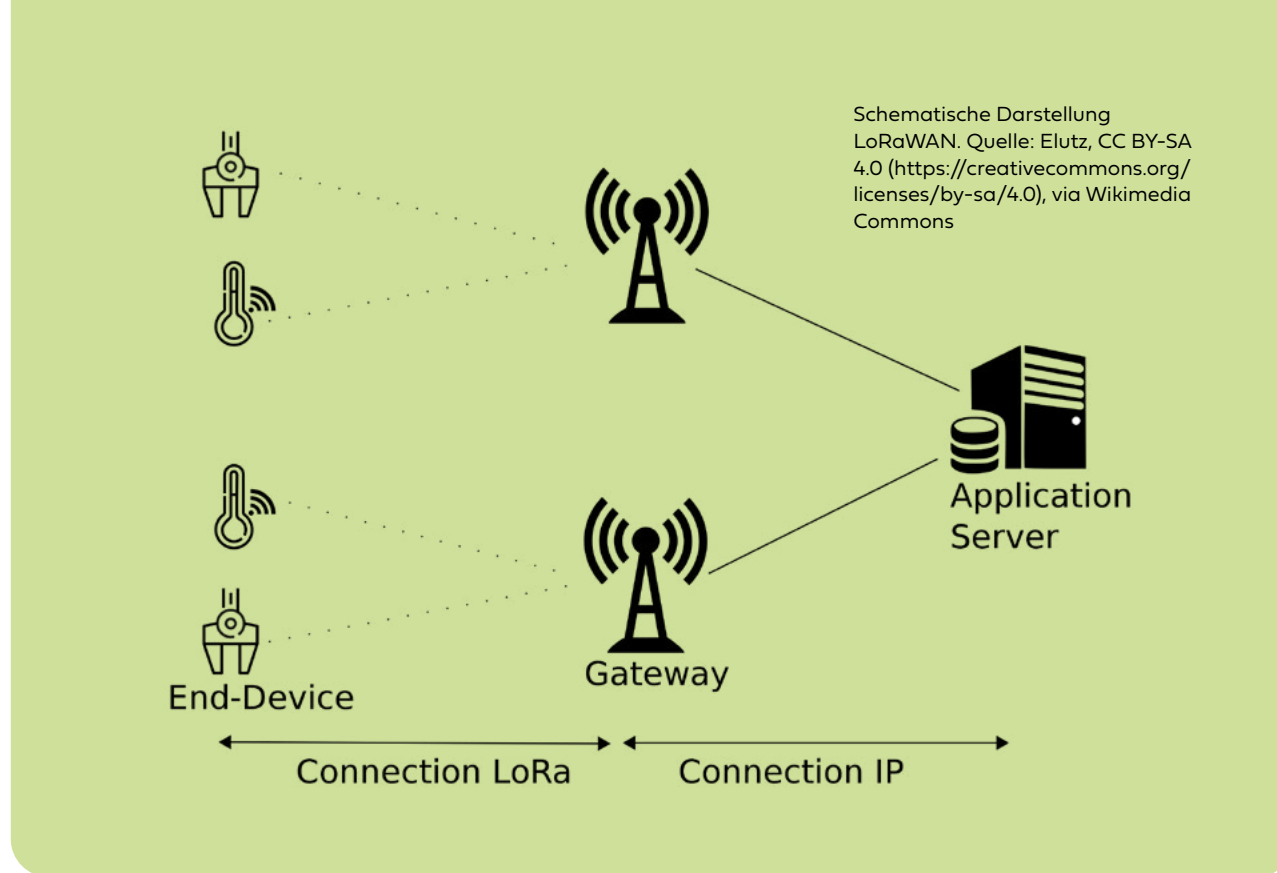 Schematische Darstellung
LoRaWAN. Quelle: Elutz, CC BY-SA
4.0 (https://creativecommons.org/
licenses/by-sa/4.0), via Wikimedia
Commons
Application
Server
Gateway
End-Device
Connection LoRa
Connection IP